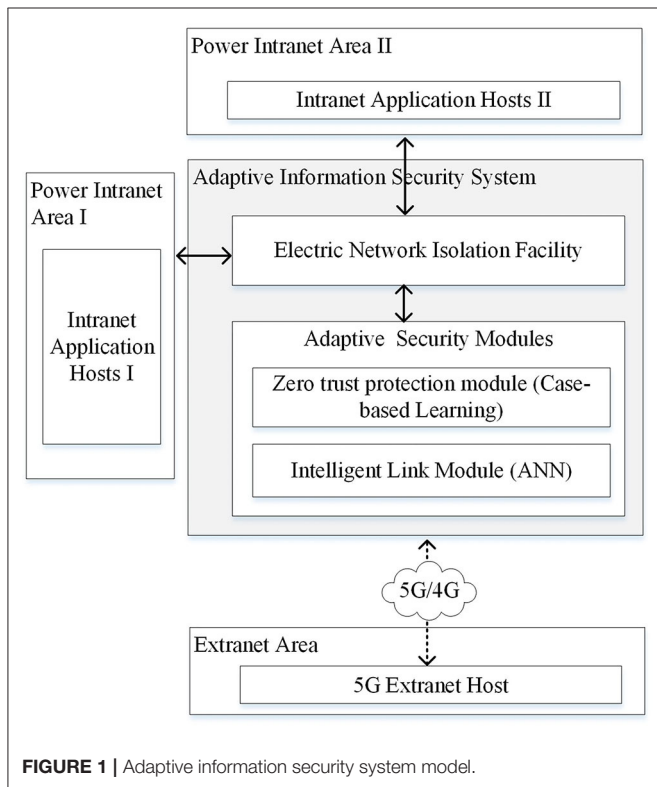 Power Intranet Area II
Intranet Application Hosts II
Adaptive Information Security System
Power Intranet
Area I
Electric Network Isolation Facility
Intranet
Application
Hosts I
Adaptive Security Modules
Zero trust protection module (Case-
based Learning)
Intelligent Link Module (ANN)
5G/4G
Extranet Area
5G Extranet Host
FIGURE 1 | Adaptive information security system model.